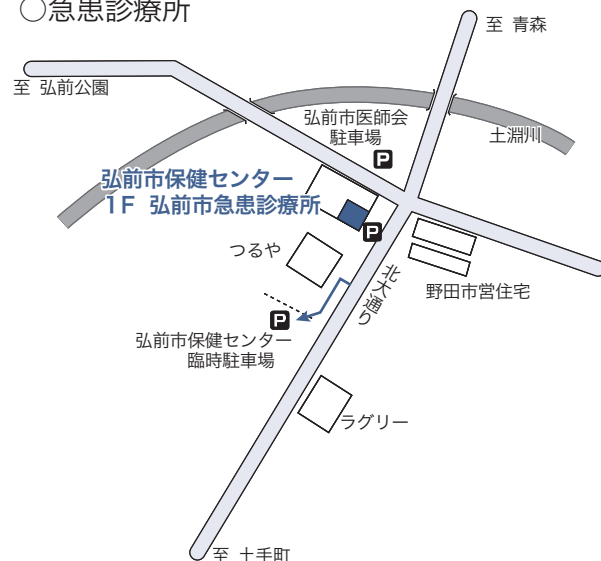 ○急患診療所
至 青森
至 弘前公園
弘前市医師会
駐車場
土淵川
P
弘前市保健センター
1F 弘前市急患診療所
P
つるや
北大通り
野田市営住宅
P
弘前市保健センター
臨時駐車場
ラグリー
至 土手町